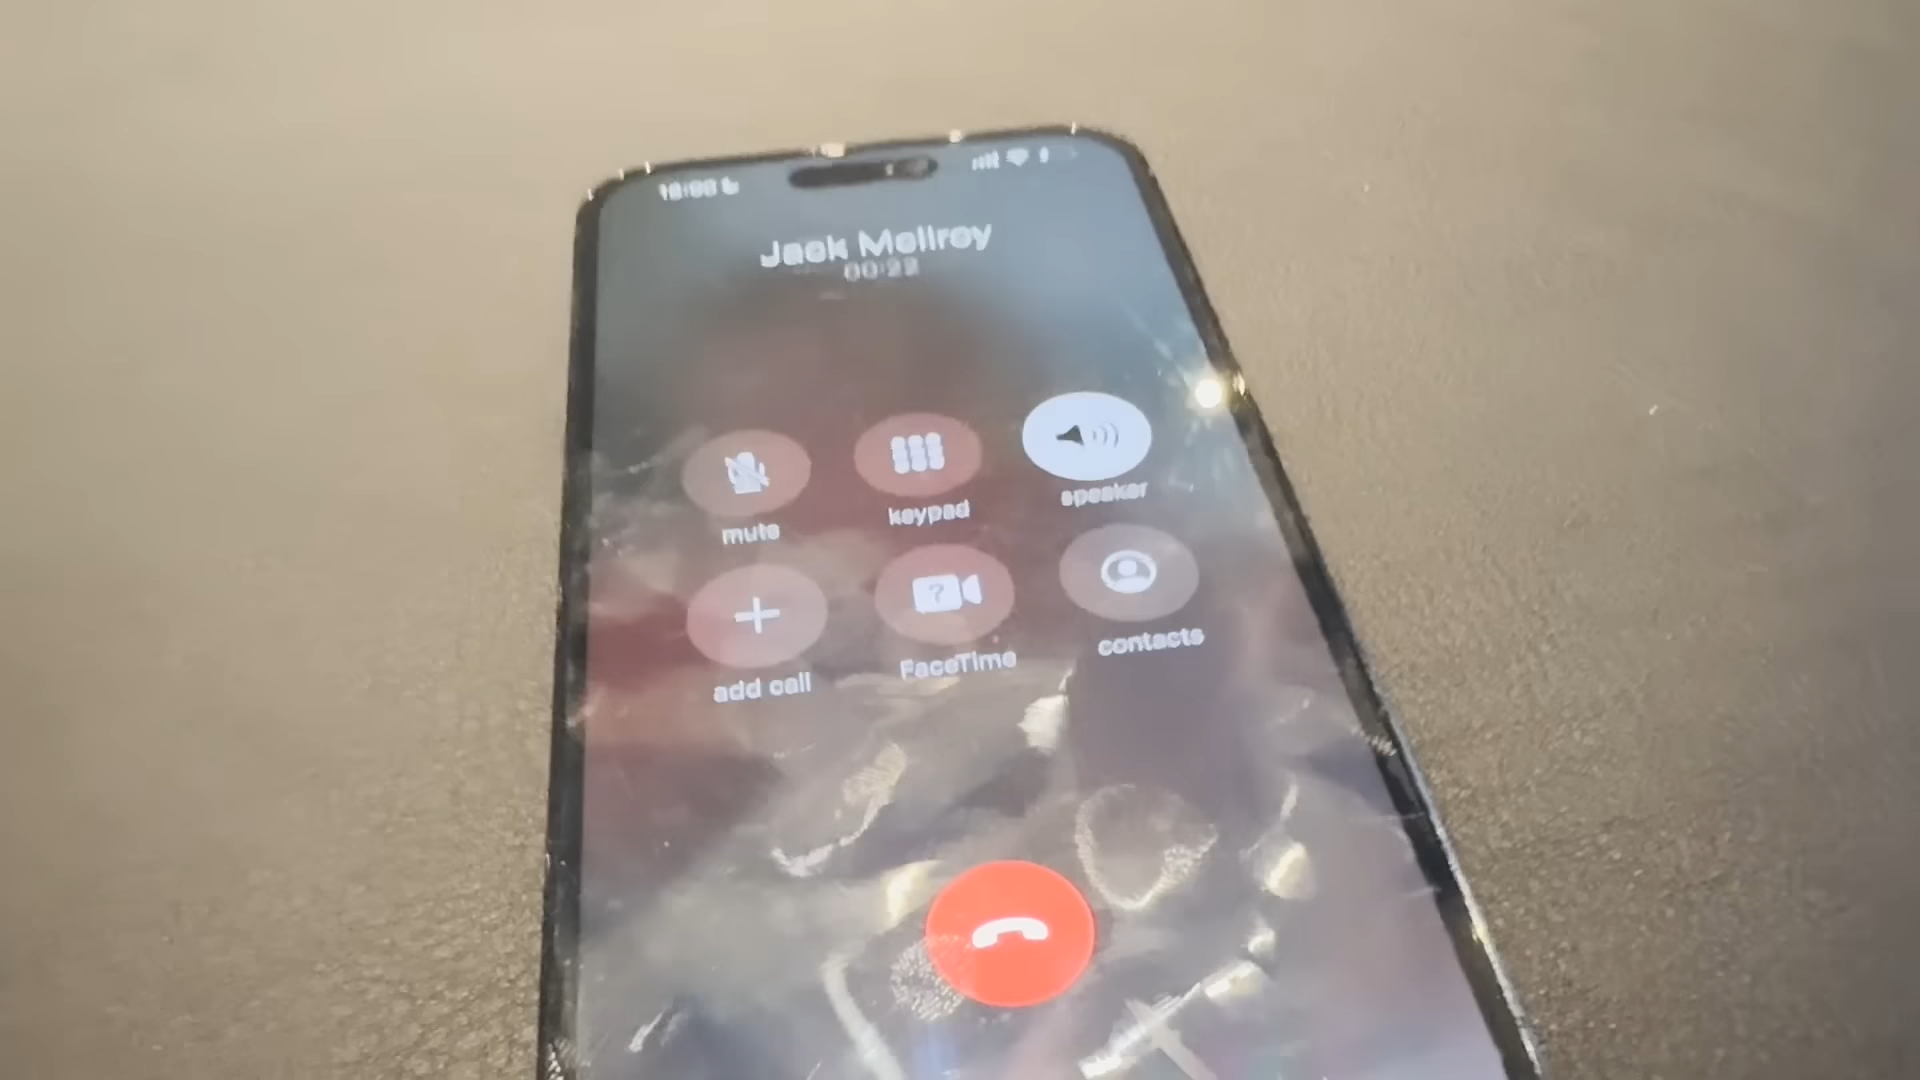 Jack McIlroy
00:22
mute
keypad
speaker
add call
FaceTime
contacts